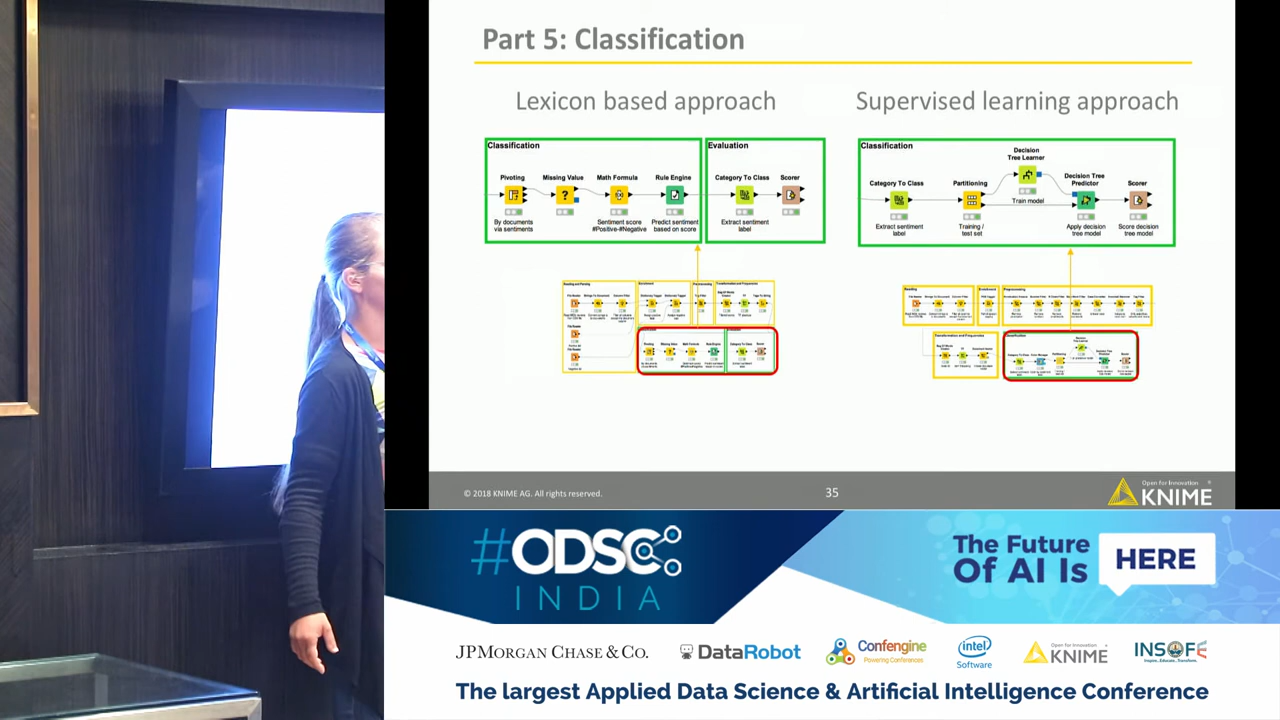 Part 5: Classification
Lexicon based approach
Supervised learning approach
Classification
Evaluation
Pivoting
Missing Value
Math Formula
Rule Engine
Category To Class
Scorer
?
By documents
via sentiments
Sentiment score
#Positive-#Negative
Predict sentiment
based on score
Extract sentiment
label
Classification
Decision
Tree Learner
Category To Class
Partitioning
Decision Tree
Predictor
Scorer
Train model
Extract sentiment
label
Training /
test set
Apply decision
tree model
Score decision
tree model
© 2018 KNIME AG. All rights reserved.
35
Open for Innovation
KNIME
#ODSC
INDIA
The Future
Of AI Is
HERE
JPMORGAN CHASE & CO.
DataRobot
Confengine
Powering Conferences
intel
Software
Open for Innovation
KNIME
INSOFE
Inspire, Educate, Transform.
The largest Applied Data Science & Artificial Intelligence Conference